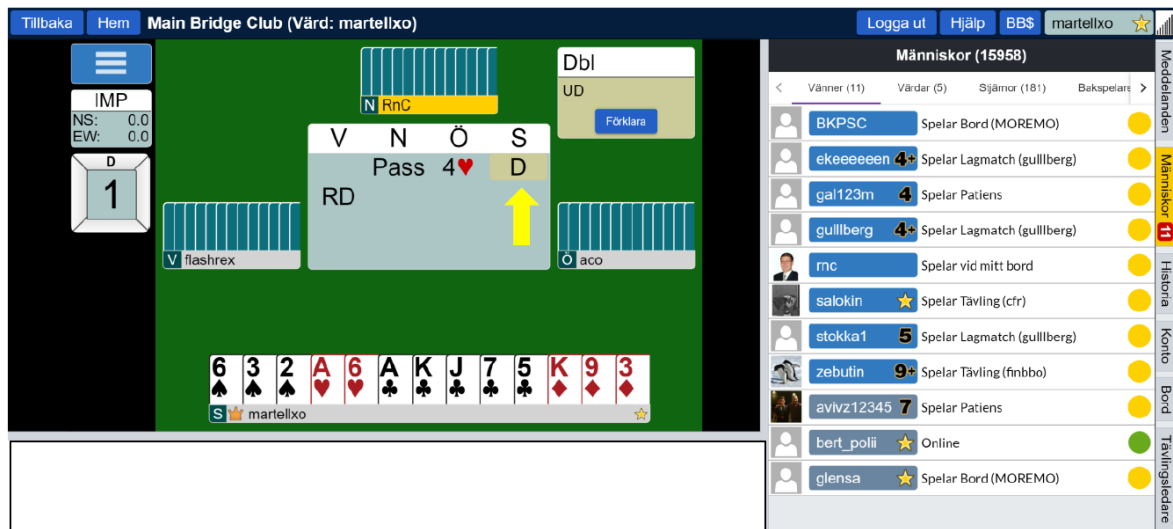 Tillbaka Hem Main Bridge Club (Värd: martellxo) Logga ut Hjälp BB$ martellxo
IMP
NS: 0.0
EW: 0.0
D
1
N RnC
Dbl
UD
Förklara
V N Ö S
Pass 4♥ D
RD
V flashrex
Ö aco
6♠ 3♠ 2♠ A♥ 6♥ A♣ K♣ J♣ 7♣ 5♣ K♦ 9♦ 3♦
S martellxo
Människor (15958)
< Vänner (11) Värdar (5) Stjärnor (181) Bakspelare >
BKPSC Spelar Bord (MOREMO)
ekeeeeeen 4+ Spelar Lagmatch (gulllberg)
gal123m 4 Spelar Patiens
gulllberg 4+ Spelar Lagmatch (gulllberg)
rnc Spelar vid mitt bord
salokin Spelar Tävling (cfr)
stokka1 5 Spelar Lagmatch (gulllberg)
zebutin 9+ Spelar Tävling (finbbo)
avivz12345 7 Spelar Patiens
bert_polii Online
glensa Spelar Bord (MOREMO)
Meddelanden
Människor 11
Historia
Konto
Bord
Tävlingsledare